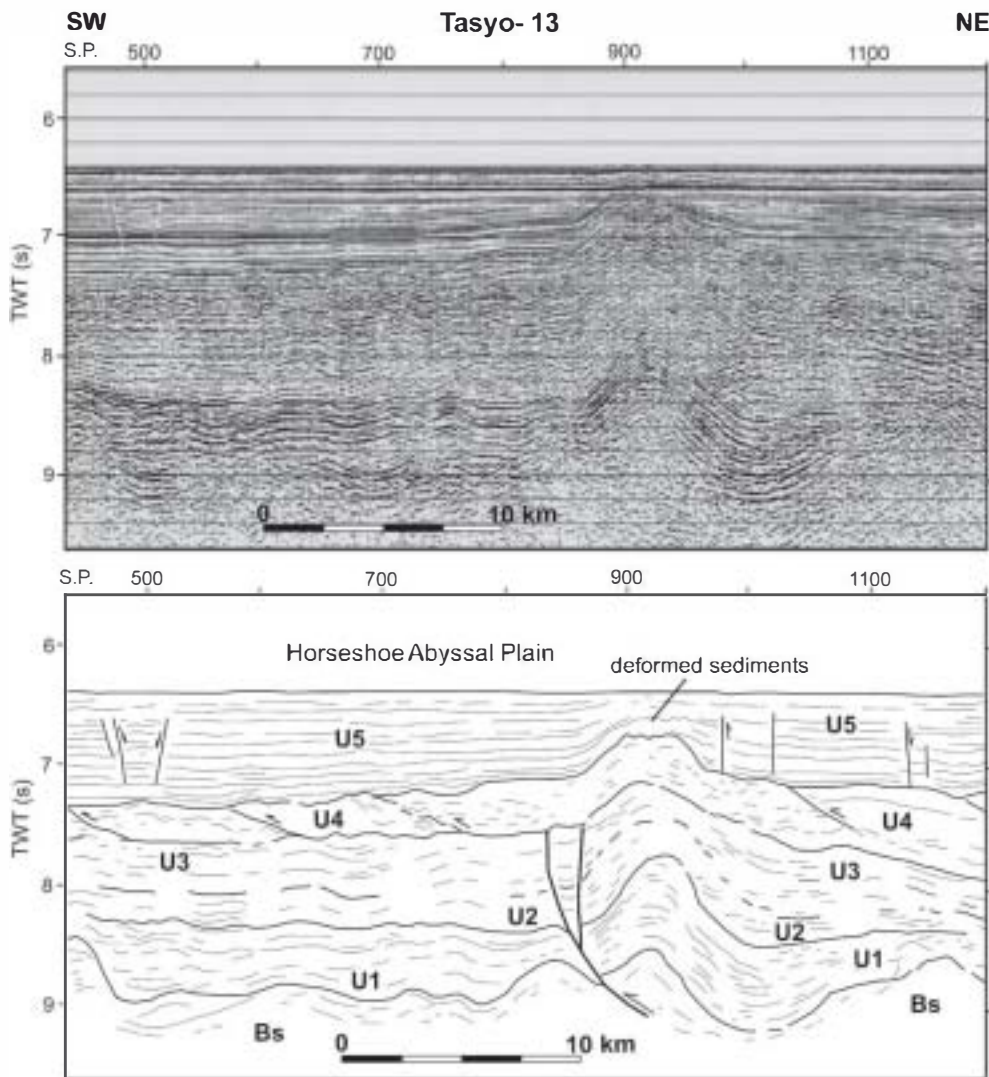 SW Tasyo- 13 NE
S.P. 500 700 900 1100
6
7
8
9
TWT (s)
0 10 km
S.P. 500 700 900 1100
6
7
8
9
TWT (s)
Horseshoe Abyssal Plain
deformed sediments
U5 U5
U4 U4
U3 U3
U2 U2
U1 U1
Bs Bs
0 10 km